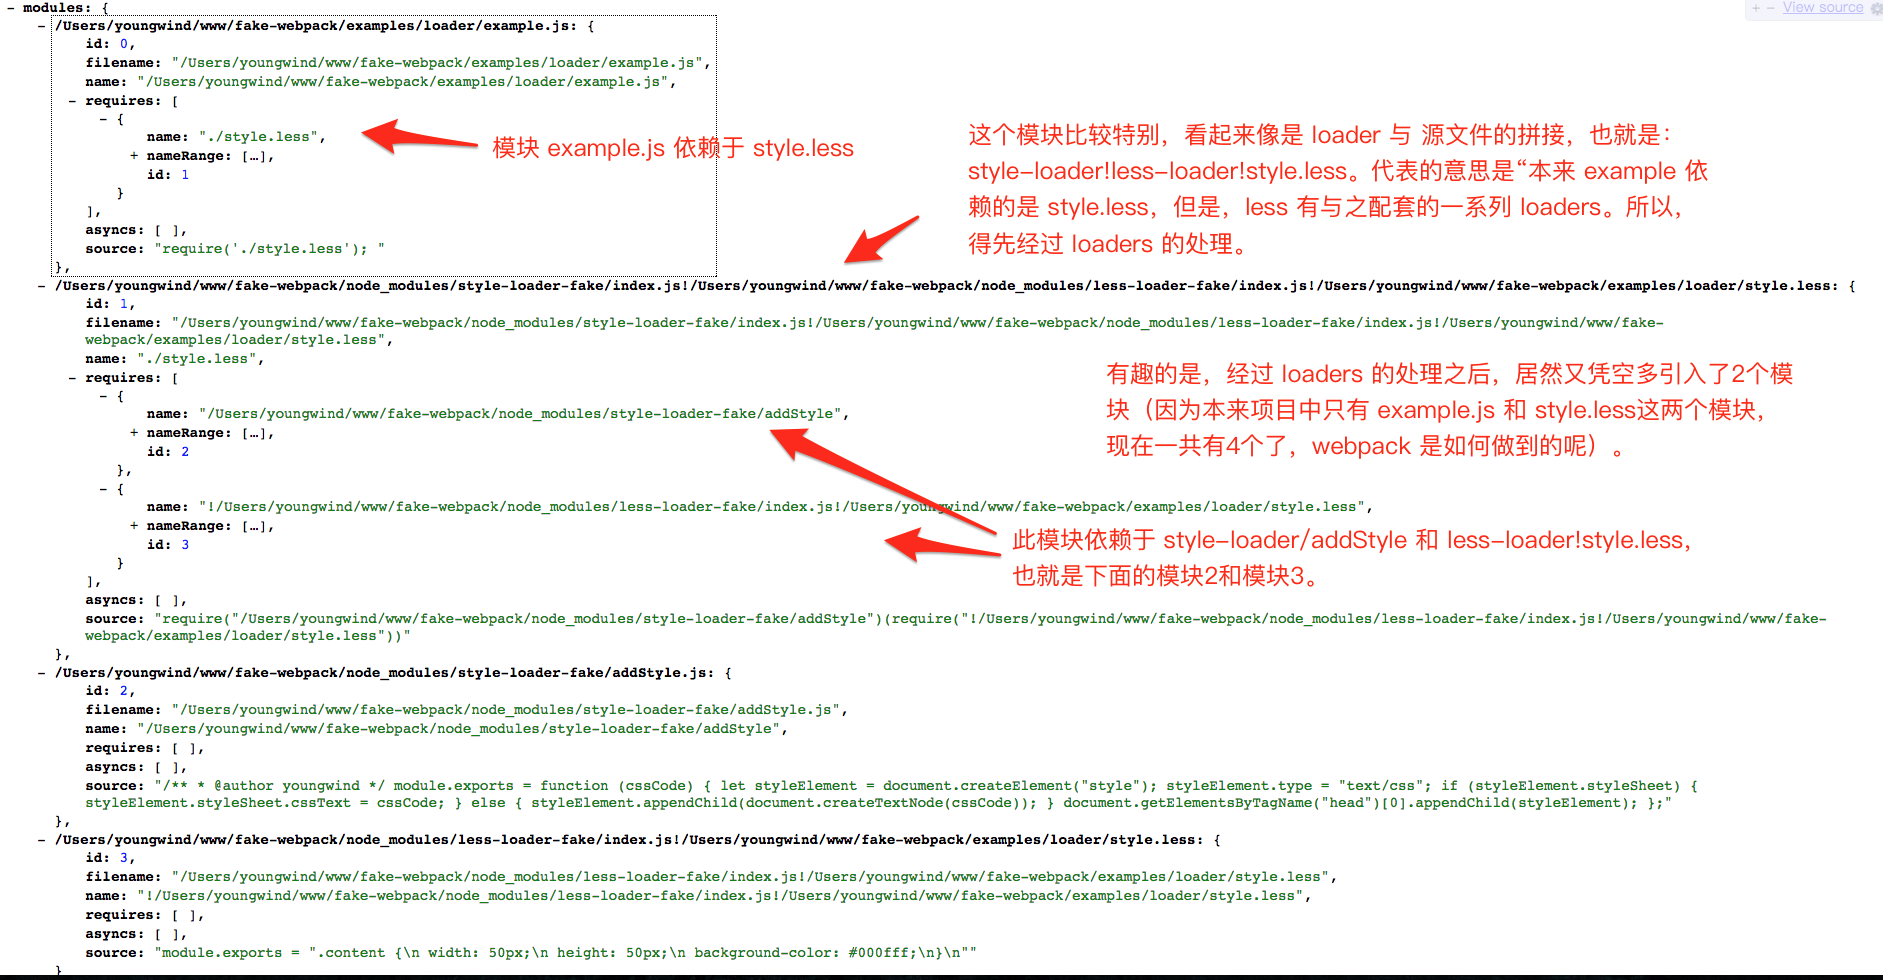 - modules: {
+ - View source
- /Users/youngwind/www/fake-webpack/examples/loader/example.js: {
id: 0,
filename: "/Users/youngwind/www/fake-webpack/examples/loader/example.js",
name: "/Users/youngwind/www/fake-webpack/examples/loader/example.js",
- requires: [
- {
name: "./style.less",
+ nameRange: […],
id: 1
}
],
asyncs: [ ],
source: "require('./style.less'); "
},
模块 example.js 依赖于 style.less
这个模块比较特别，看起来像是 loader 与 源文件的拼接，也就是：
style-loader!less-loader!style.less。代表的意思是“本来 example 依
赖的是 style.less，但是，less 有与之配套的一系列 loaders。所以，
得先经过 loaders 的处理。
- /Users/youngwind/www/fake-webpack/node_modules/style-loader-fake/index.js!/Users/youngwind/www/fake-webpack/node_modules/less-loader-fake/index.js!/Users/youngwind/www/fake-webpack/examples/loader/style.less: {
id: 1,
filename: "/Users/youngwind/www/fake-webpack/node_modules/style-loader-fake/index.js!/Users/youngwind/www/fake-webpack/node_modules/less-loader-fake/index.js!/Users/youngwind/www/fake-
webpack/examples/loader/style.less",
name: "./style.less",
- requires: [
- {
name: "/Users/youngwind/www/fake-webpack/node_modules/style-loader-fake/addStyle",
+ nameRange: […],
id: 2
},
- {
name: "!/Users/youngwind/www/fake-webpack/node_modules/less-loader-fake/index.js!/Users/youngwind/www/fake-webpack/examples/loader/style.less",
+ nameRange: […],
id: 3
}
],
asyncs: [ ],
source: "require("/Users/youngwind/www/fake-webpack/node_modules/style-loader-fake/addStyle")(require("!/Users/youngwind/www/fake-webpack/node_modules/less-loader-fake/index.js!/Users/youngwind/www/fake-
webpack/examples/loader/style.less"))"
},
有趣的是，经过 loaders 的处理之后，居然又凭空多引入了2个模
块（因为本来项目中只有 example.js 和 style.less这两个模块，
现在一共有4个了，webpack 是如何做到的呢）。
此模块依赖于 style-loader/addStyle 和 less-loader!style.less，
也就是下面的模块2和模块3。
- /Users/youngwind/www/fake-webpack/node_modules/style-loader-fake/addStyle.js: {
id: 2,
filename: "/Users/youngwind/www/fake-webpack/node_modules/style-loader-fake/addStyle.js",
name: "/Users/youngwind/www/fake-webpack/node_modules/style-loader-fake/addStyle",
requires: [ ],
asyncs: [ ],
source: "/** * @author youngwind */ module.exports = function (cssCode) { let styleElement = document.createElement("style"); styleElement.type = "text/css"; if (styleElement.styleSheet) {
styleElement.styleSheet.cssText = cssCode; } else { styleElement.appendChild(document.createTextNode(cssCode)); } document.getElementsByTagName("head")[0].appendChild(styleElement); };"
},
- /Users/youngwind/www/fake-webpack/node_modules/less-loader-fake/index.js!/Users/youngwind/www/fake-webpack/examples/loader/style.less: {
id: 3,
filename: "/Users/youngwind/www/fake-webpack/node_modules/less-loader-fake/index.js!/Users/youngwind/www/fake-webpack/examples/loader/style.less",
name: "!/Users/youngwind/www/fake-webpack/node_modules/less-loader-fake/index.js!/Users/youngwind/www/fake-webpack/examples/loader/style.less",
requires: [ ],
asyncs: [ ],
source: "module.exports = ".content {\n width: 50px;\n height: 50px;\n background-color: #000fff;\n}\n""
}